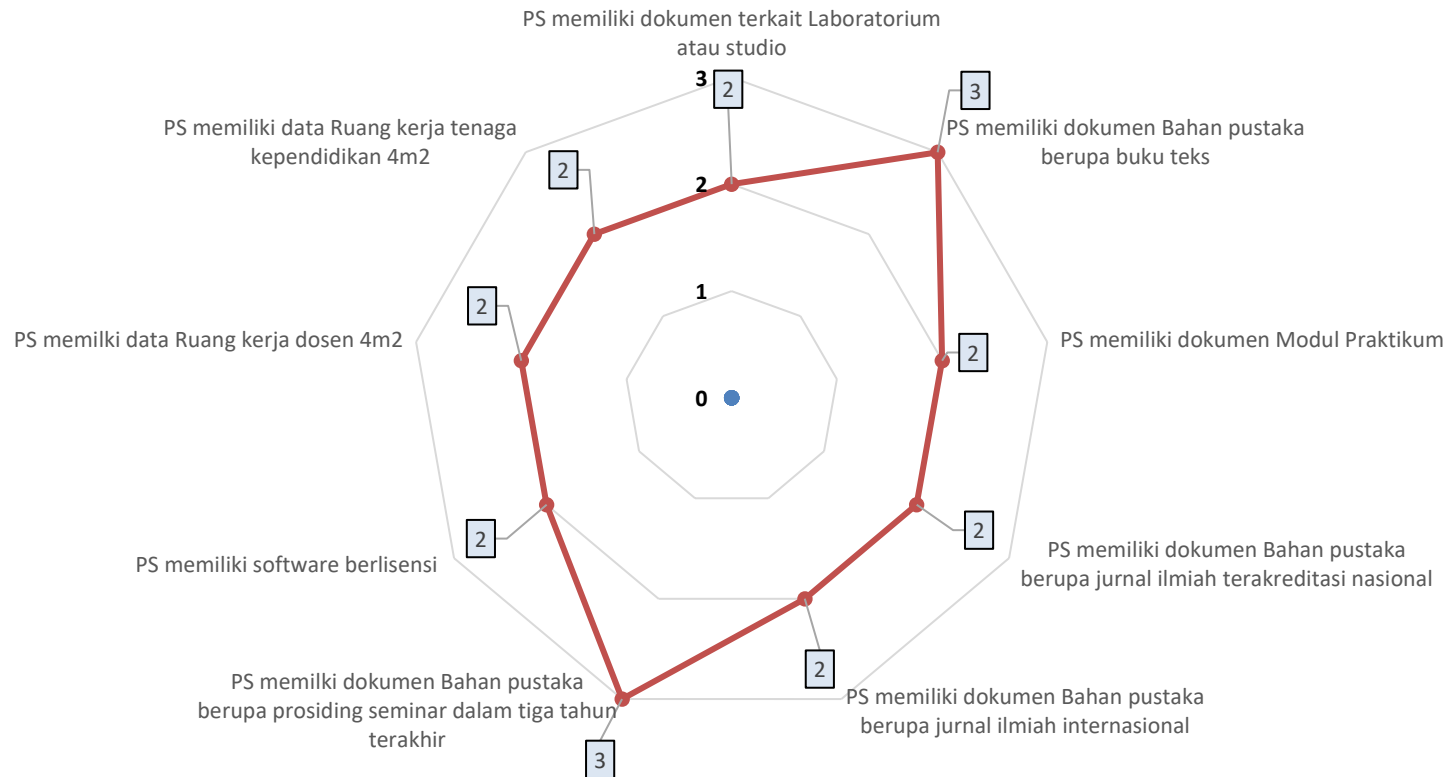 PS memiliki dokumen terkait Laboratorium
atau studio
3
2
3
PS memiliki data Ruang kerja tenaga
kependidikan 4m2
PS memiliki dokumen Bahan pustaka
berupa buku teks
2
2
1
2
PS memilki data Ruang kerja dosen 4m2
PS memiliki dokumen Modul Praktikum
2
0
2
PS memiliki software berlisensi
2
PS memiliki dokumen Bahan pustaka
berupa jurnal ilmiah terakreditasi nasional
PS memilki dokumen Bahan pustaka
berupa prosiding seminar dalam tiga tahun
terakhir
2
PS memiliki dokumen Bahan pustaka
berupa jurnal ilmiah internasional
3